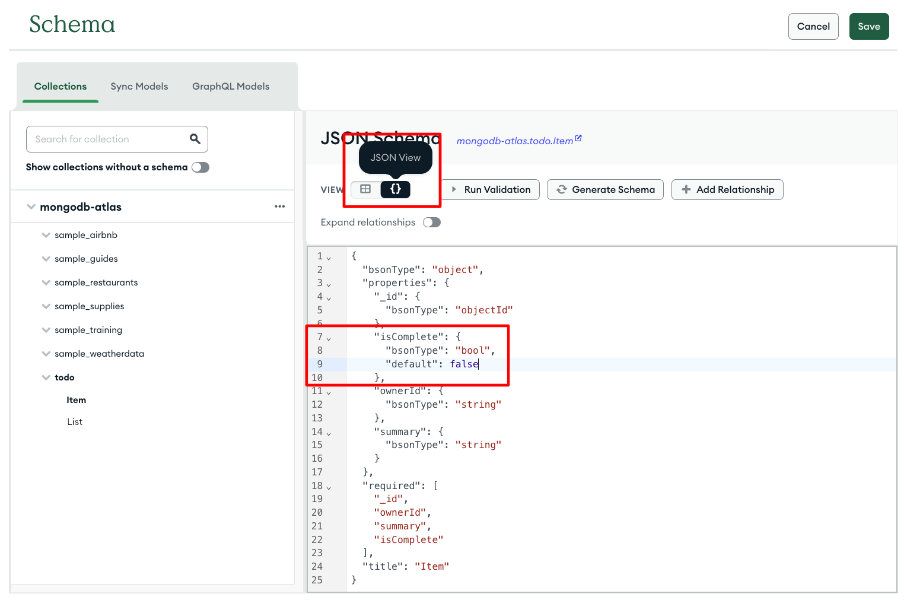 Schema
Cancel
Save
Collections
Sync Models
GraphQL Models
Search for collection
Show collections without a schema
mongodb-atlas
sample_airbnb
sample_guides
sample_restaurants
sample_supplies
sample_training
sample_weatherdata
todo
Item
List
JSON Schema
mongodb-atlas.todo.Item
JSON View
VIEW
{}
Run Validation
Generate Schema
Add Relationship
Expand relationships
1 {
2 "bsonType": "object",
3 "properties": {
4 "_id": {
5 "bsonType": "objectId"
6 },
7 "isComplete": {
8 "bsonType": "bool",
9 "default": false
10 },
11 "ownerId": {
12 "bsonType": "string"
13 },
14 "summary": {
15 "bsonType": "string"
16 }
17 },
18 "required": [
19 "_id",
20 "ownerId",
21 "summary",
22 "isComplete"
23 ],
24 "title": "Item"
25 }